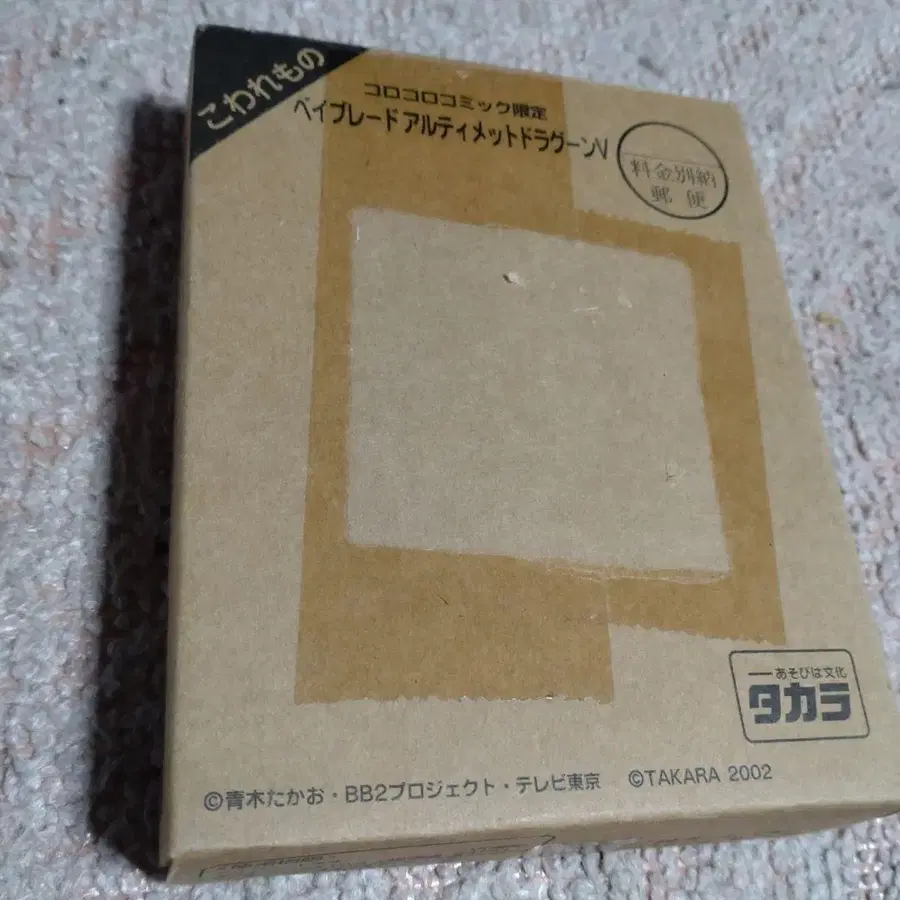 こわれもの
コロコロコミック限定
ベイブレード アルティメットドラグーンV
料金別納
郵便
あそびは文化
タカラ
©青木たかお・BB2プロジェクト・テレビ東京 ©TAKARA 2002